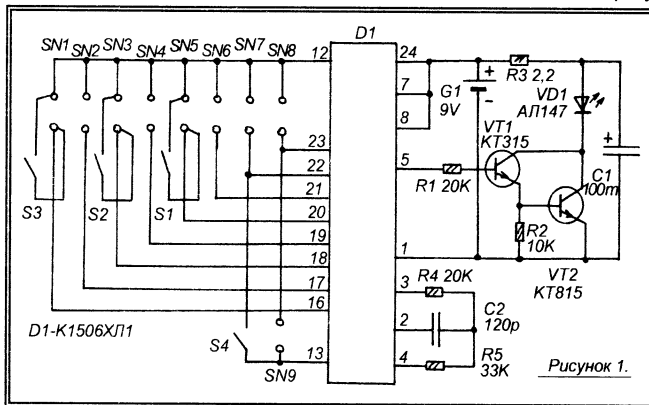 D1
SN1 SN2 SN3 SN4 SN5 SN6 SN7 SN8
12
24
7
8
5
1
3
2
4
23
22
21
20
19
18
17
16
13
S3
S2
S1
S4
SN9
G1
9V
+
-
R3 2,2
VD1
АЛ147
VT1
КТ315
R1 20K
R2
10K
C1
100m
+
VT2
КТ815
R4 20K
C2
120p
R5
33K
D1-К1506ХЛ1
Рисунок 1.